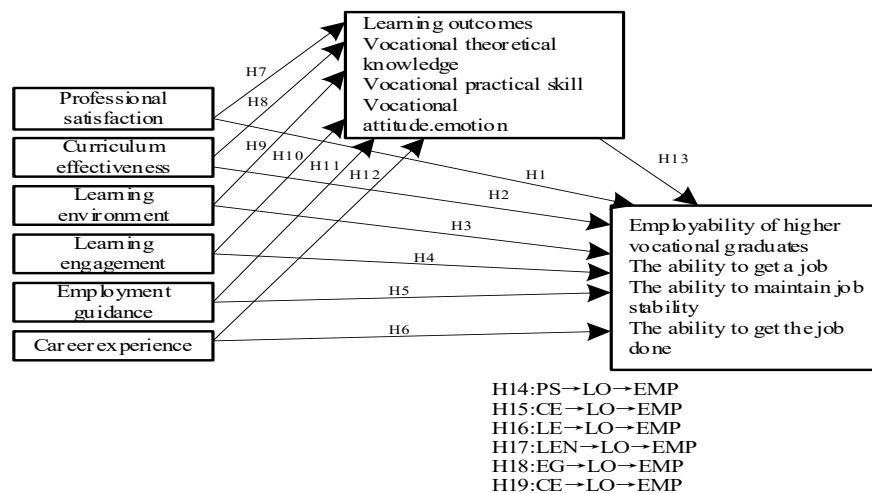 Learning outcomes
Vocational theoretical
knowledge
Vocational practical skill
Vocational
attitude.emotion
H7
H8
H9
H10
H11
H12
H13
Professional
satisfaction
Curriculum
effectiveness
Learning
environment
Learning
engagement
Employment
guidance
Career experience
H1
H2
H3
H4
H5
H6
Employability of higher
vocational graduates
The ability to get a job
The ability to maintain job
stability
The ability to get the job
done
H14:PS→LO→EMP
H15:CE→LO→EMP
H16:LE→LO→EMP
H17:LEN→LO→EMP
H18:EG→LO→EMP
H19:CE→LO→EMP